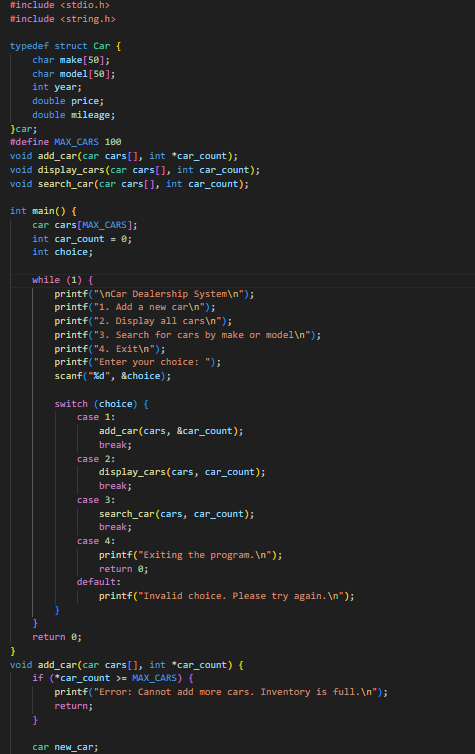 #include <stdio.h>
#include <string.h>

typedef struct Car {
    char make[50];
    char model[50];
    int year;
    double price;
    double mileage;
}car;
#define MAX_CARS 100
void add_car(car cars[], int *car_count);
void display_cars(car cars[], int car_count);
void search_car(car cars[], int car_count);

int main() {
    car cars[MAX_CARS];
    int car_count = 0;
    int choice;

    while (1) {
        printf("\nCar Dealership System\n");
        printf("1. Add a new car\n");
        printf("2. Display all cars\n");
        printf("3. Search for cars by make or model\n");
        printf("4. Exit\n");
        printf("Enter your choice: ");
        scanf("%d", &choice);

        switch (choice) {
            case 1:
                add_car(cars, &car_count);
                break;
            case 2:
                display_cars(cars, car_count);
                break;
            case 3:
                search_car(cars, car_count);
                break;
            case 4:
                printf("Exiting the program.\n");
                return 0;
            default:
                printf("Invalid choice. Please try again.\n");
        }
    }
    return 0;
}
void add_car(car cars[], int *car_count) {
    if (*car_count >= MAX_CARS) {
        printf("Error: Cannot add more cars. Inventory is full.\n");
        return;
    }

    car new_car;